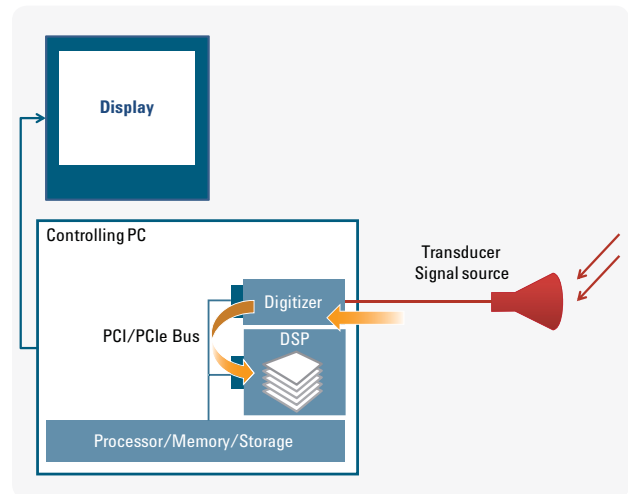 Display
Controlling PC
Transducer
Signal source
Digitizer
PCI/PCIe Bus
DSP
Processor/Memory/Storage